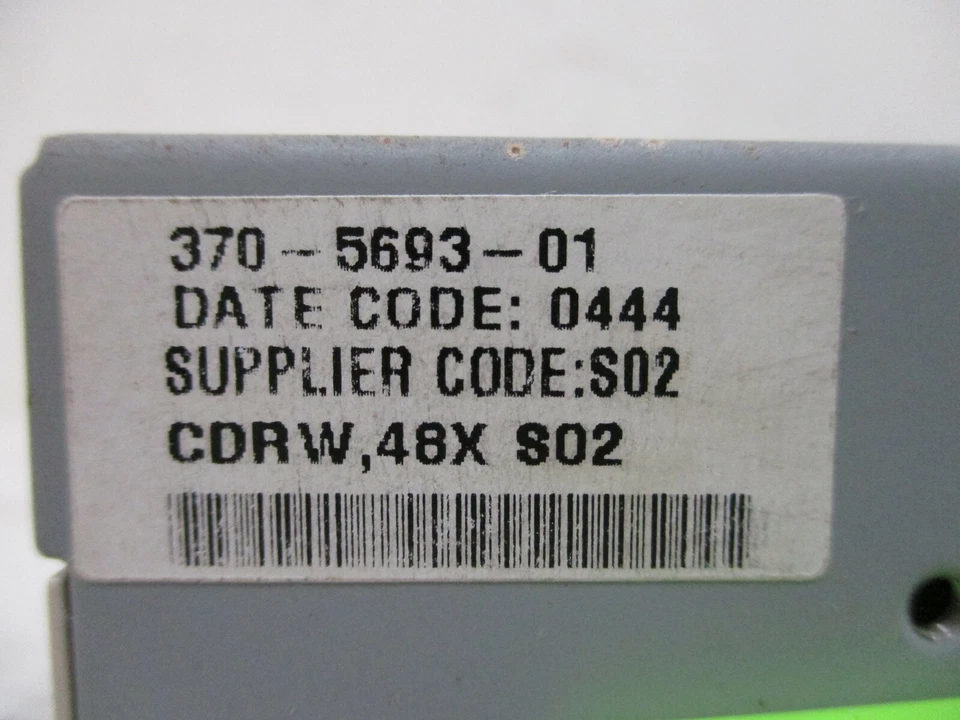 370-5693-01
DATE CODE: 0444
SUPPLIER CODE:S02
CDRW,48X S02